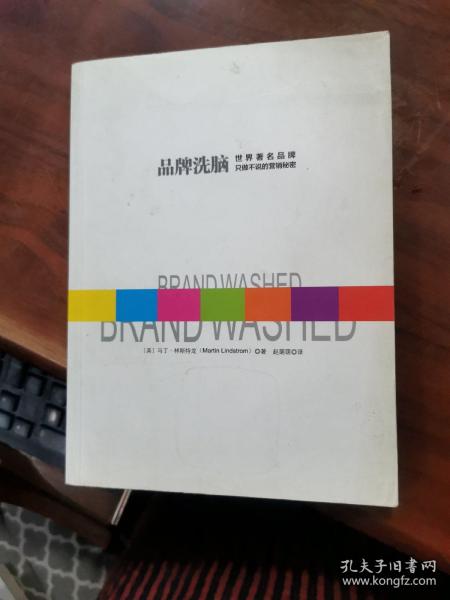 品牌洗脑 世界著名品牌
只做不说的营销秘密
BRAND WASHED
BRAND WASHED
［美］马丁·林斯特龙（Martin Lindstrom）◎著 赵萌萌◎译
孔夫子旧书网
www.kongfz.com